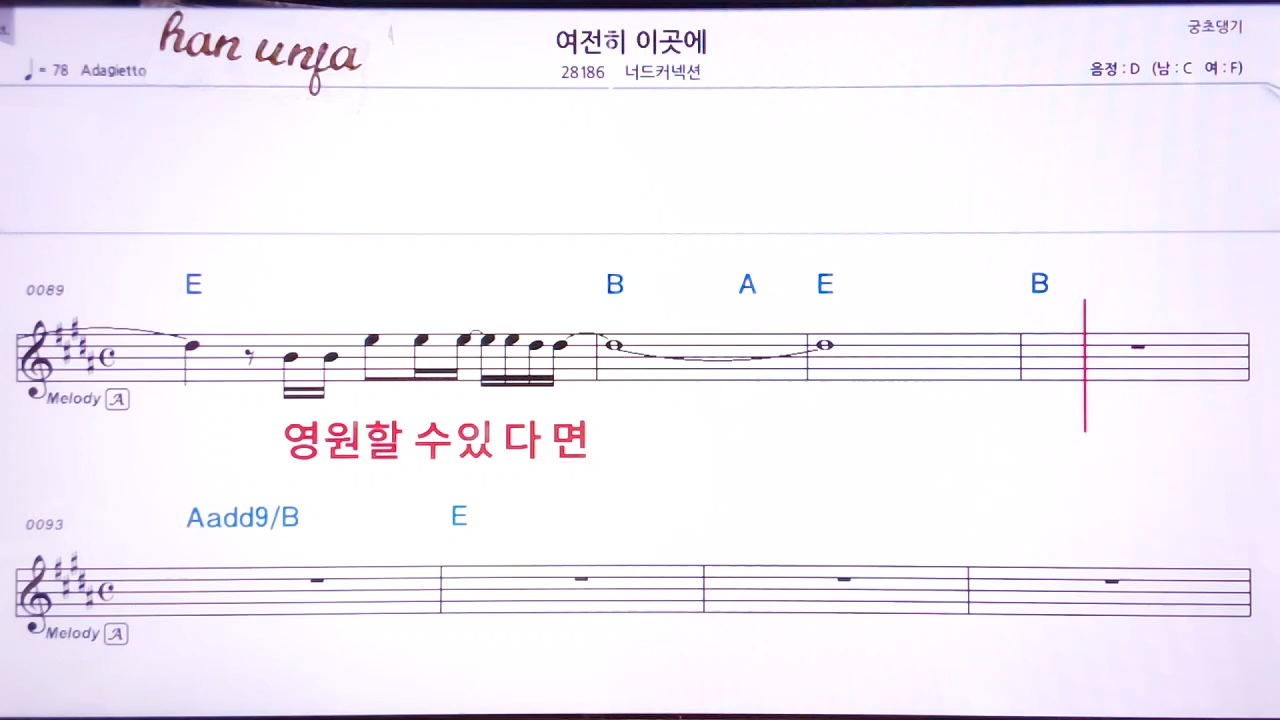 han unja
여전히 이곳에
궁초댕기
♩= 78 Adagietto
28186 너드커넥션
음정 : D (남 : C 여 : F)
0089
E B A E B
Melody A
영원할 수있 다 면
0093
Aadd9/B E
Melody A